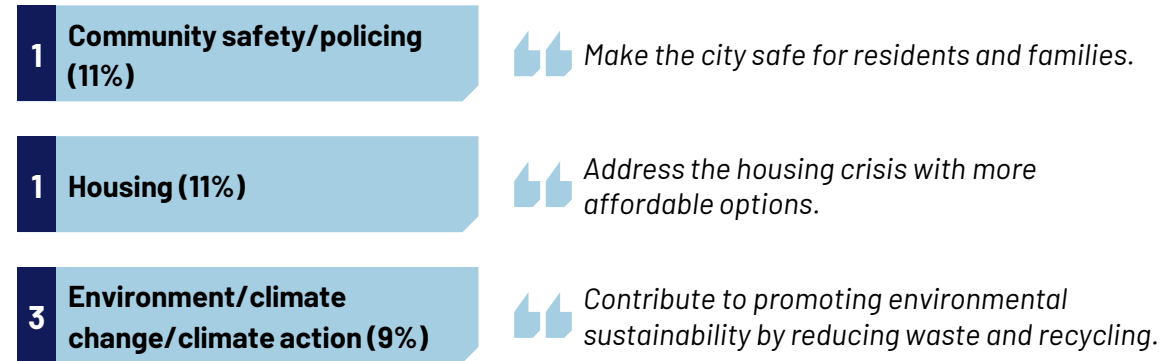 1
Community safety/policing
(11%)
Make the city safe for residents and families.
1
Housing (11%)
Address the housing crisis with more
affordable options.
3
Environment/climate
change/climate action (9%)
Contribute to promoting environmental
sustainability by reducing waste and recycling.